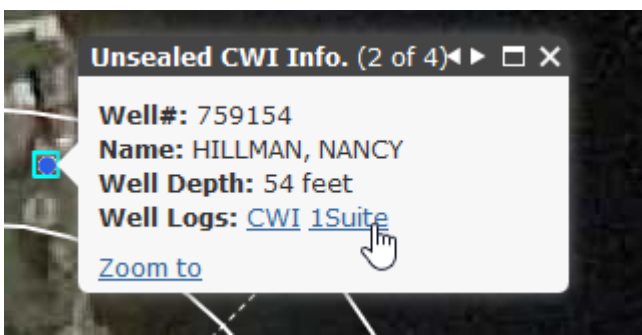 Unsealed CWI Info. (2 of 4)
Well#: 759154
Name: HILLMAN, NANCY
Well Depth: 54 feet
Well Logs: CWI 1Suite
Zoom to